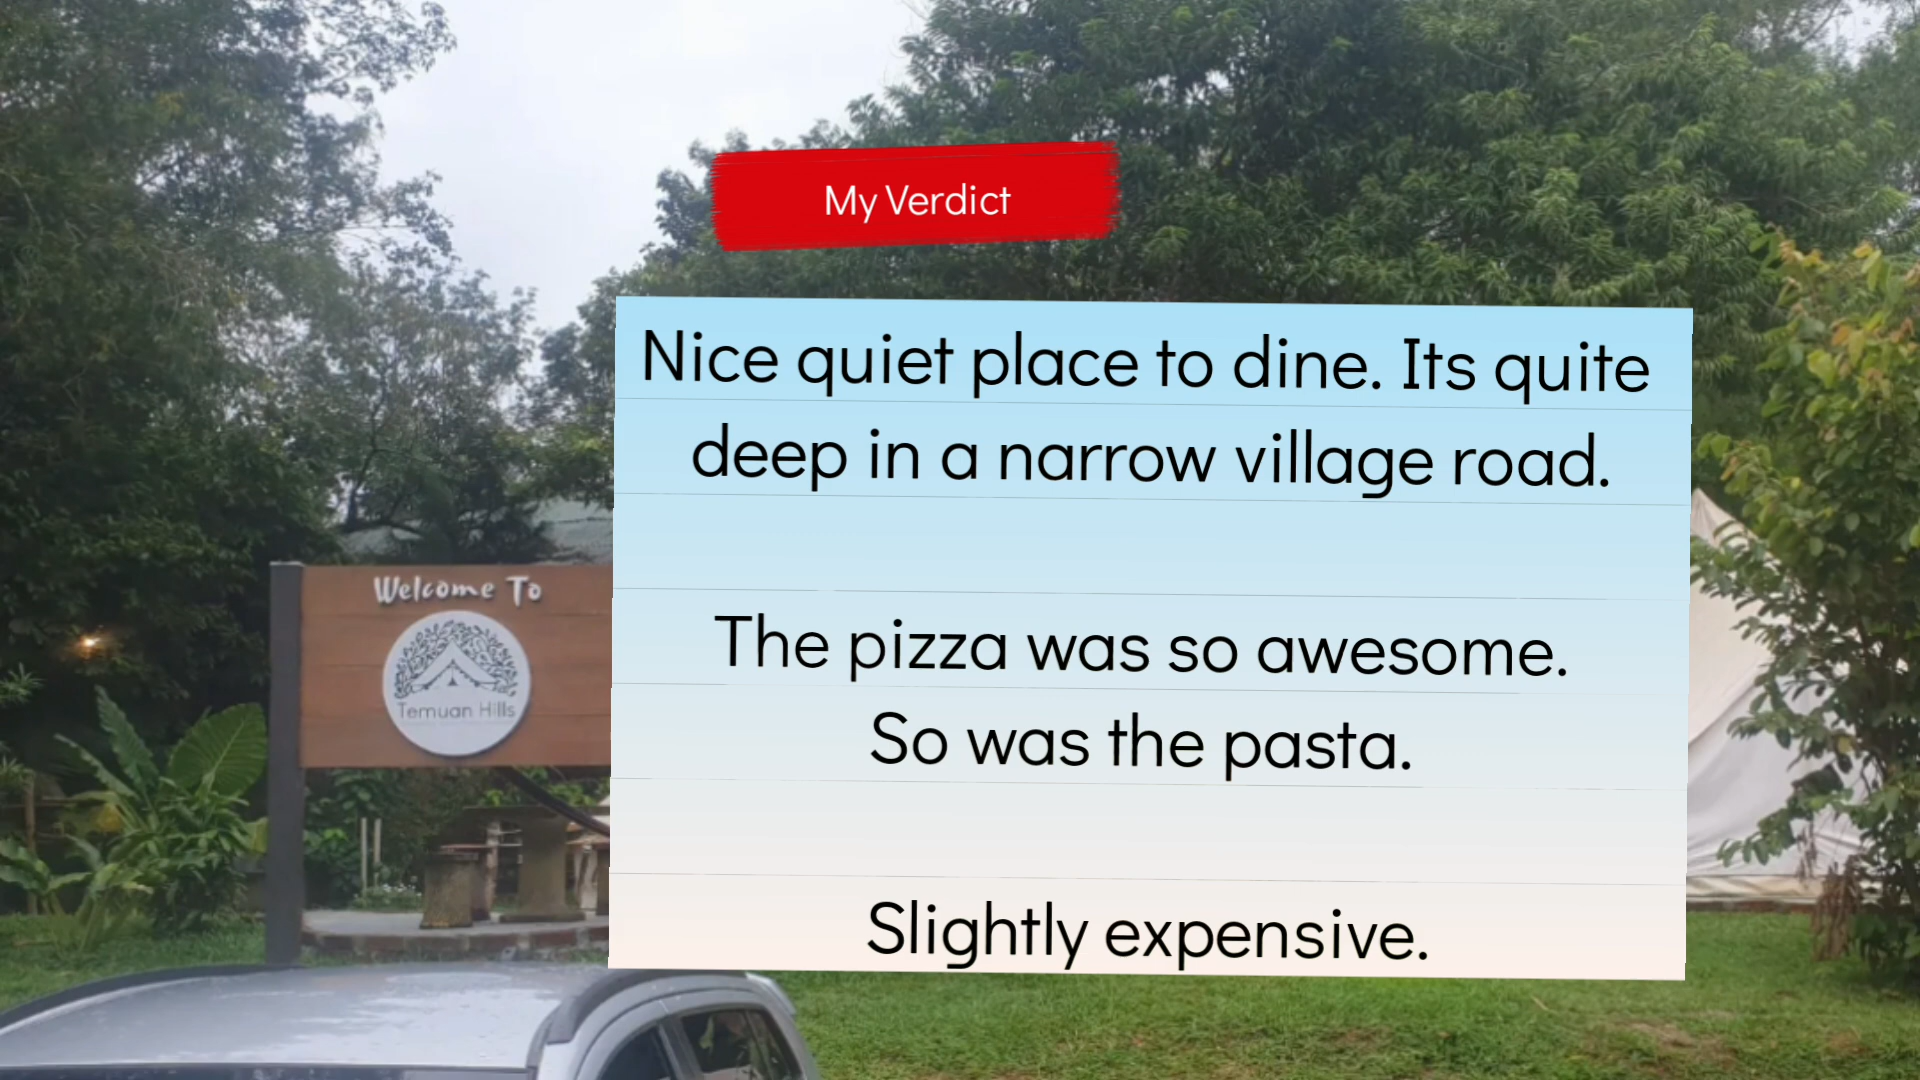 My Verdict
Nice quiet place to dine. Its quite
deep in a narrow village road.
The pizza was so awesome.
So was the pasta.
Slightly expensive.
Welcome To
Temuan Hills